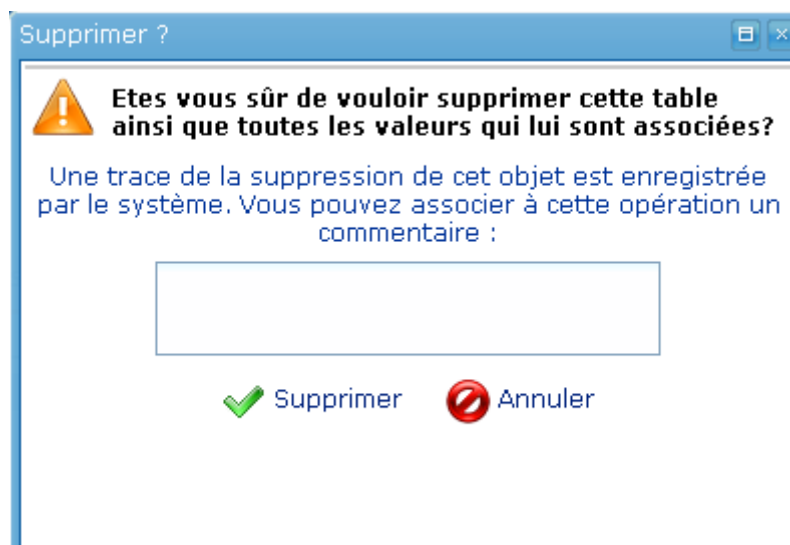 Supprimer ?
Etes vous sûr de vouloir supprimer cette table
ainsi que toutes les valeurs qui lui sont associées?
Une trace de la suppression de cet objet est enregistrée
par le système. Vous pouvez associer à cette opération un
commentaire :
Supprimer Annuler